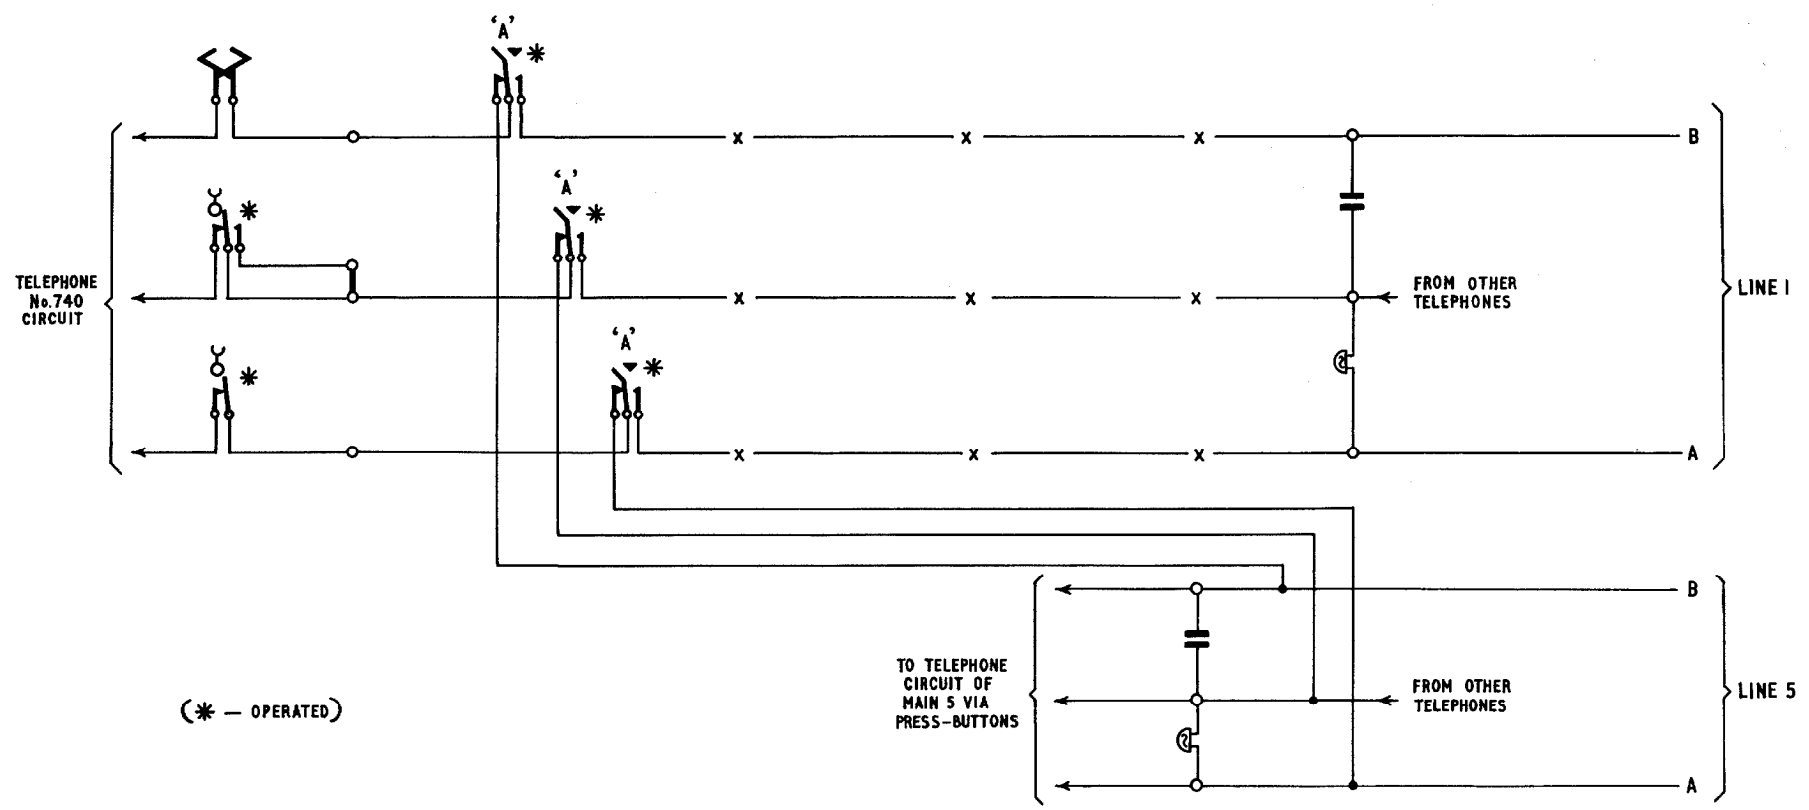 'A'
*
X X X
B
'A'
*
*
TELEPHONE
No.740
CIRCUIT
X X X
FROM OTHER
TELEPHONES
LINE 1
'A'
*
*
X X X
A
B
TO TELEPHONE
CIRCUIT OF
MAIN 5 VIA
PRESS-BUTTONS
FROM OTHER
TELEPHONES
LINE 5
A
(* — OPERATED)